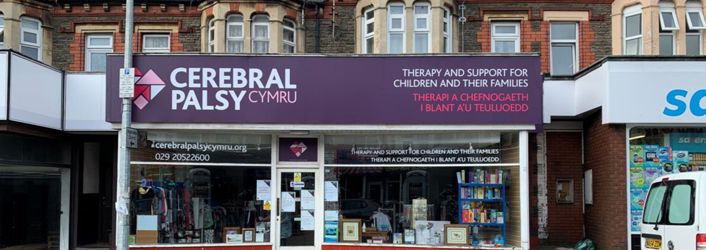 CEREBRAL
PALSY CYMRU
THERAPY AND SUPPORT FOR
CHILDREN AND THEIR FAMILIES
THERAPI A CHEFNOGAETH
I BLANT A'U TEULUOEDD
cerebralpalsycymru.org
029 20522600
THERAPY AND SUPPORT FOR CHILDREN AND THEIR FAMILIES
THERAPI A CHEFNOGAETH I BLANT A'U TEULUOEDD